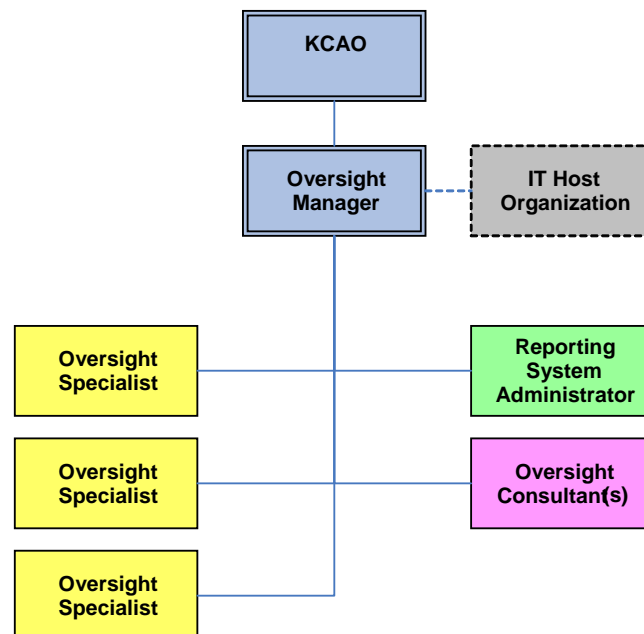 KCAO
Oversight
Manager
IT Host
Organization
Oversight
Specialist
Reporting
System
Administrator
Oversight
Specialist
Oversight
Consultant(s)
Oversight
Specialist